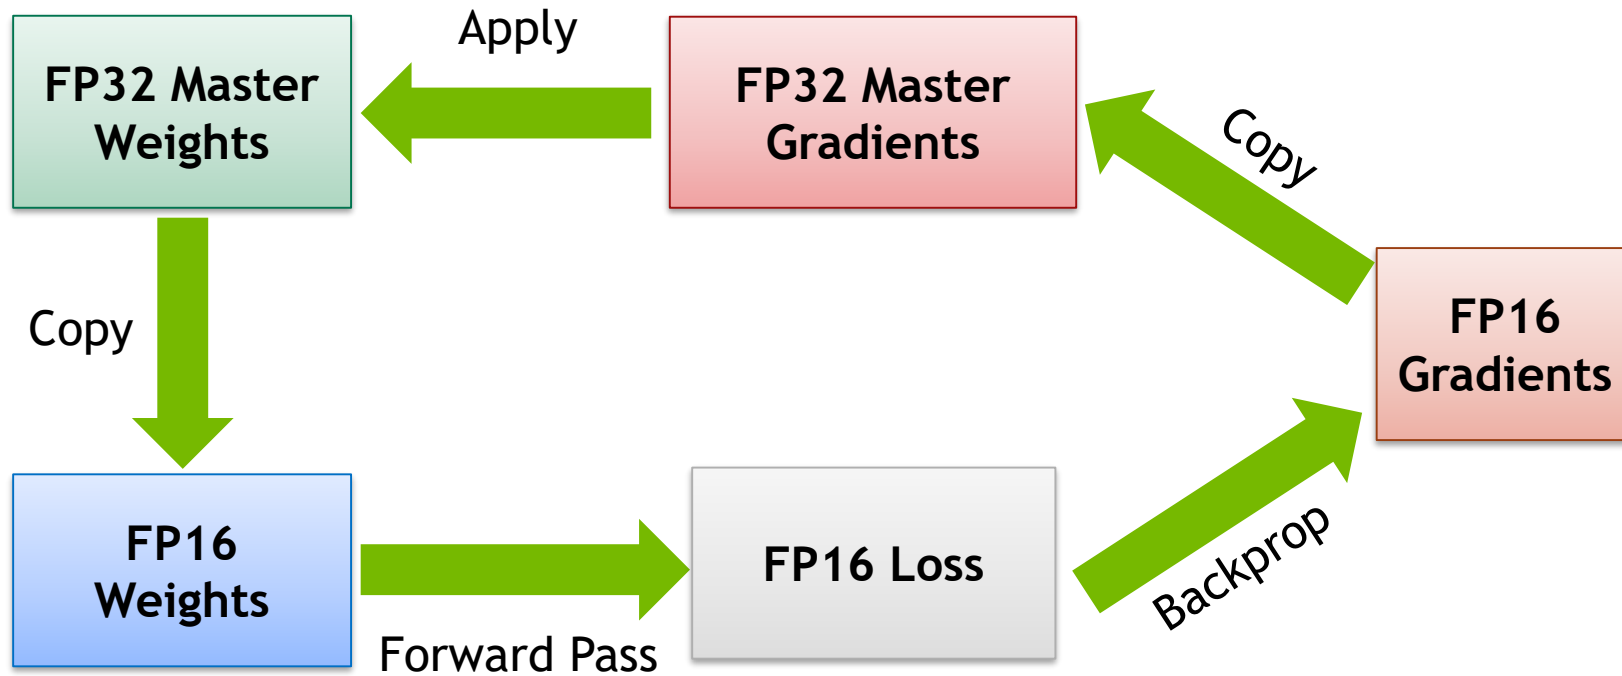 Apply
FP32 Master
Weights
FP32 Master
Gradients
Copy
Copy
FP16
Gradients
FP16
Weights
FP16 Loss
Backprop
Forward Pass